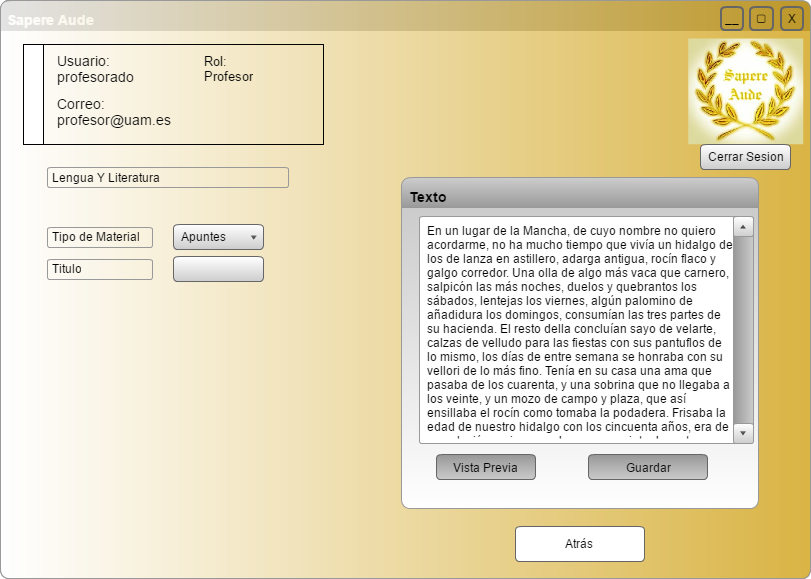 Sapere Aude
__ □ X
Usuario:
profesorado
Rol:
Profesor
Correo:
profesor@uam.es
Sapere
Aude
Cerrar Sesion
Lengua Y Literatura
Tipo de Material
Apuntes
Titulo
Texto
En un lugar de la Mancha, de cuyo nombre no quiero
acordarme, no ha mucho tiempo que vivía un hidalgo de
los de lanza en astillero, adarga antigua, rocín flaco y
galgo corredor. Una olla de algo más vaca que carnero,
salpicón las más noches, duelos y quebrantos los
sábados, lentejas los viernes, algún palomino de
añadidura los domingos, consumían las tres partes de
su hacienda. El resto della concluían sayo de velarte,
calzas de velludo para las fiestas con sus pantuflos de
lo mismo, los días de entre semana se honraba con su
vellori de lo más fino. Tenía en su casa una ama que
pasaba de los cuarenta, y una sobrina que no llegaba a
los veinte, y un mozo de campo y plaza, que así
ensillaba el rocín como tomaba la podadera. Frisaba la
edad de nuestro hidalgo con los cincuenta años, era de
Vista Previa
Guardar
Atrás